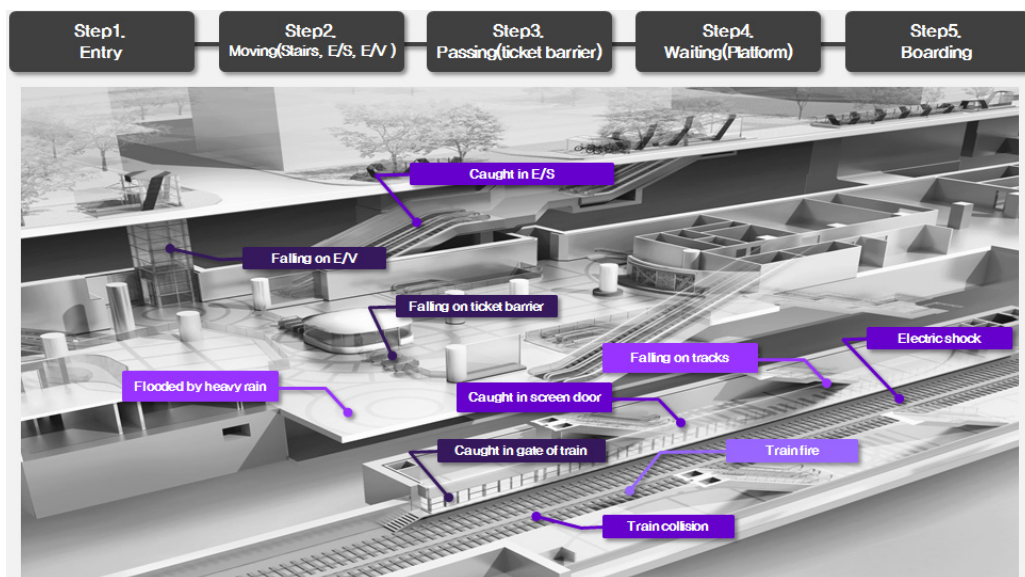 Step1.
Entry
Step2.
Moving(Stairs, E/S, E/V )
Step3.
Passing(ticket barrier)
Step4.
Waiting(Platform)
Step5.
Boarding
Caught in E/S
Falling on E/V
Falling on ticket barrier
Electric shock
Falling on tracks
Flooded by heavy rain
Caught in screen door
Caught in gate of train
Train fire
Train collision